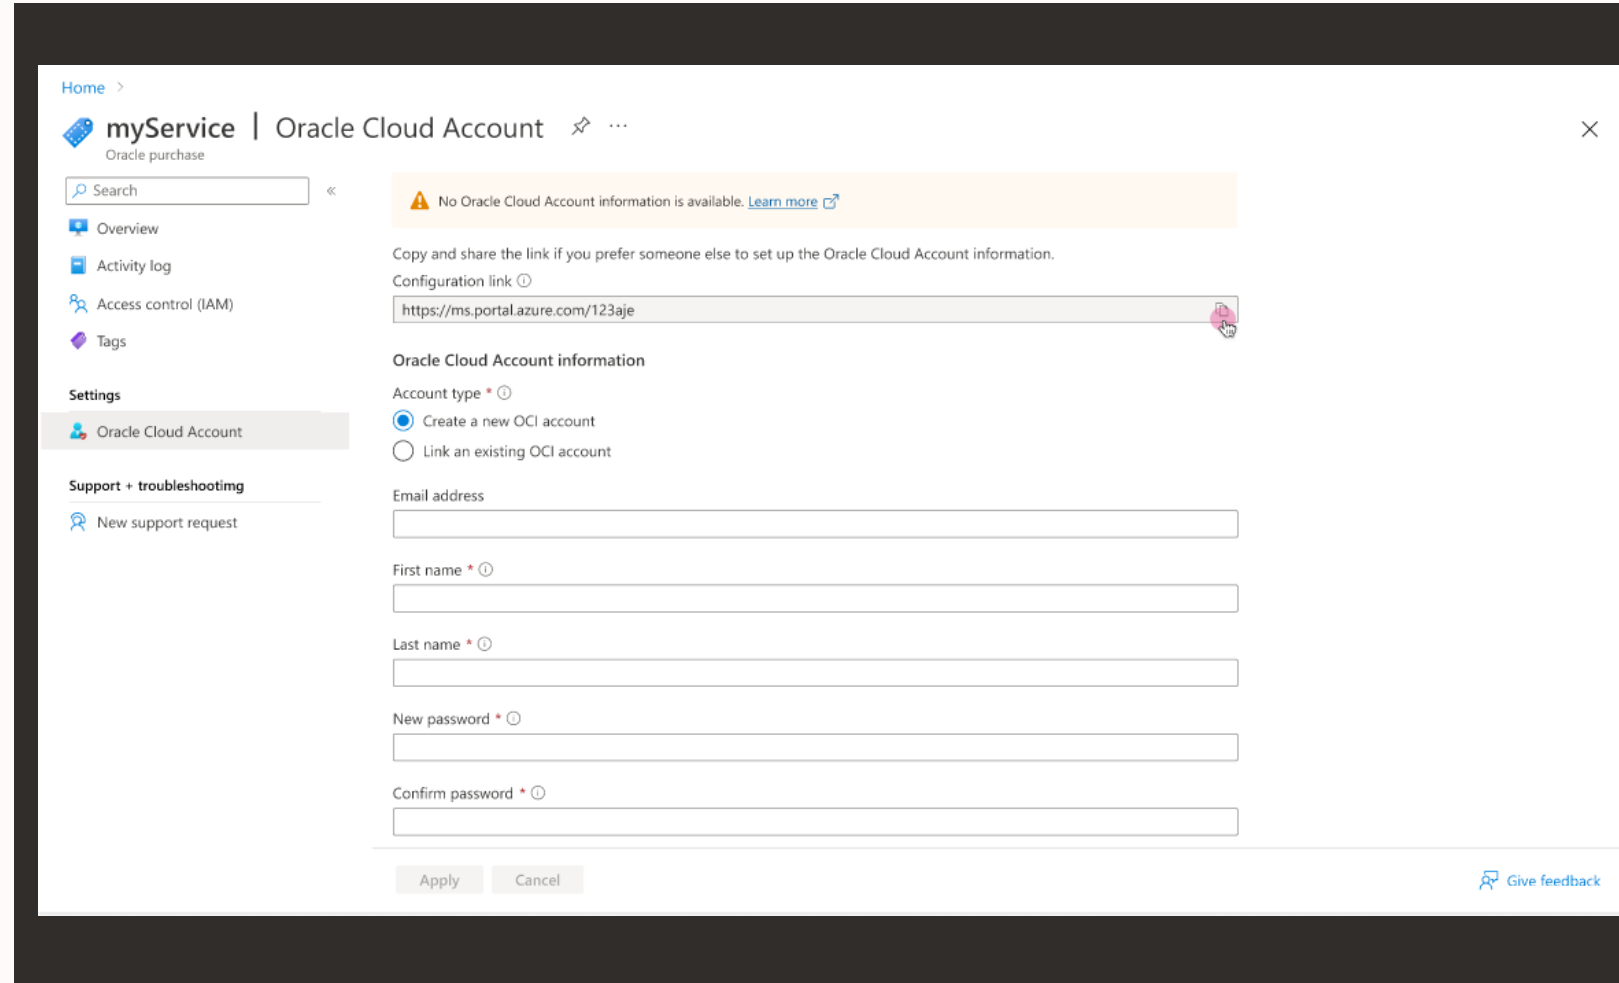 Home
myService | Oracle Cloud Account
Oracle purchase
Search
Overview
Activity log
Access control (IAM)
Tags
Settings
Oracle Cloud Account
Support + troubleshootimg
New support request
No Oracle Cloud Account information is available. Learn more
Copy and share the link if you prefer someone else to set up the Oracle Cloud Account information.
Configuration link
https://ms.portal.azure.com/123aje
Oracle Cloud Account information
Account type *
Create a new OCI account
Link an existing OCI account
Email address
First name *
Last name *
New password *
Confirm password *
Apply Cancel
Give feedback